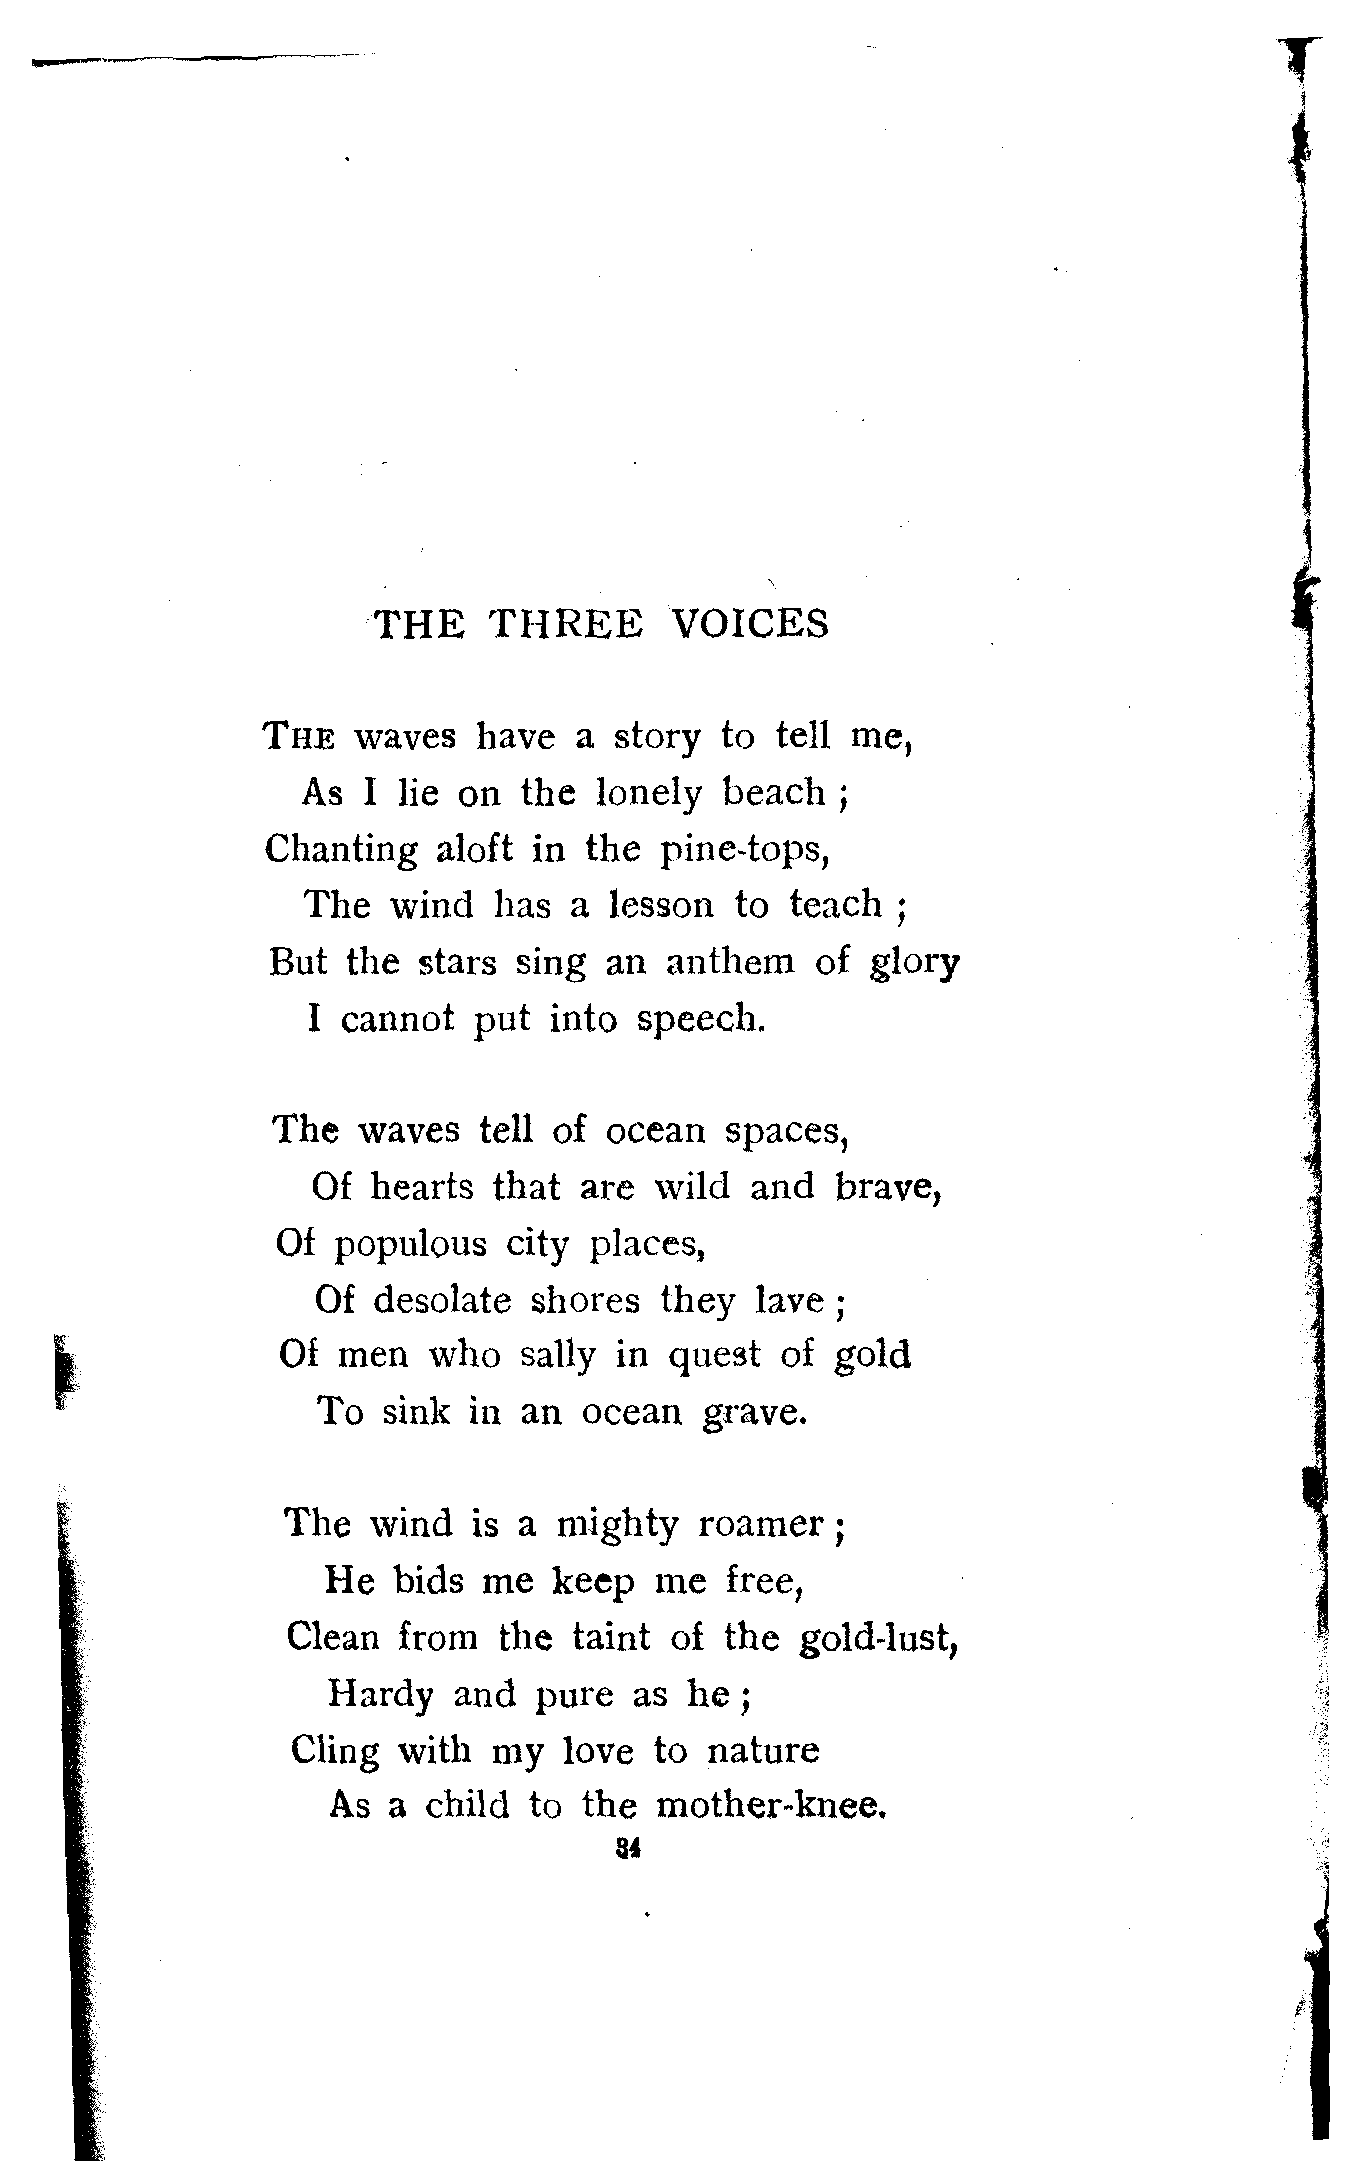 THE THREE VOICES
THE waves have a story to tell me,
As I lie on the lonely beach ;
Chanting aloft in the pine-tops,
The wind has a lesson to teach ;
But the stars sing an anthem of glory
I cannot put into speech.
The waves tell of ocean spaces,
Of hearts that are wild and brave,
Of populous city places,
Of desolate shores they lave ;
Of men who sally in quest of gold
To sink in an ocean grave.
The wind is a mighty roamer ;
He bids me keep me free,
Clean from the taint of the gold-lust,
Hardy and pure as he ;
Cling with my love to nature
As a child to the mother-knee.
34